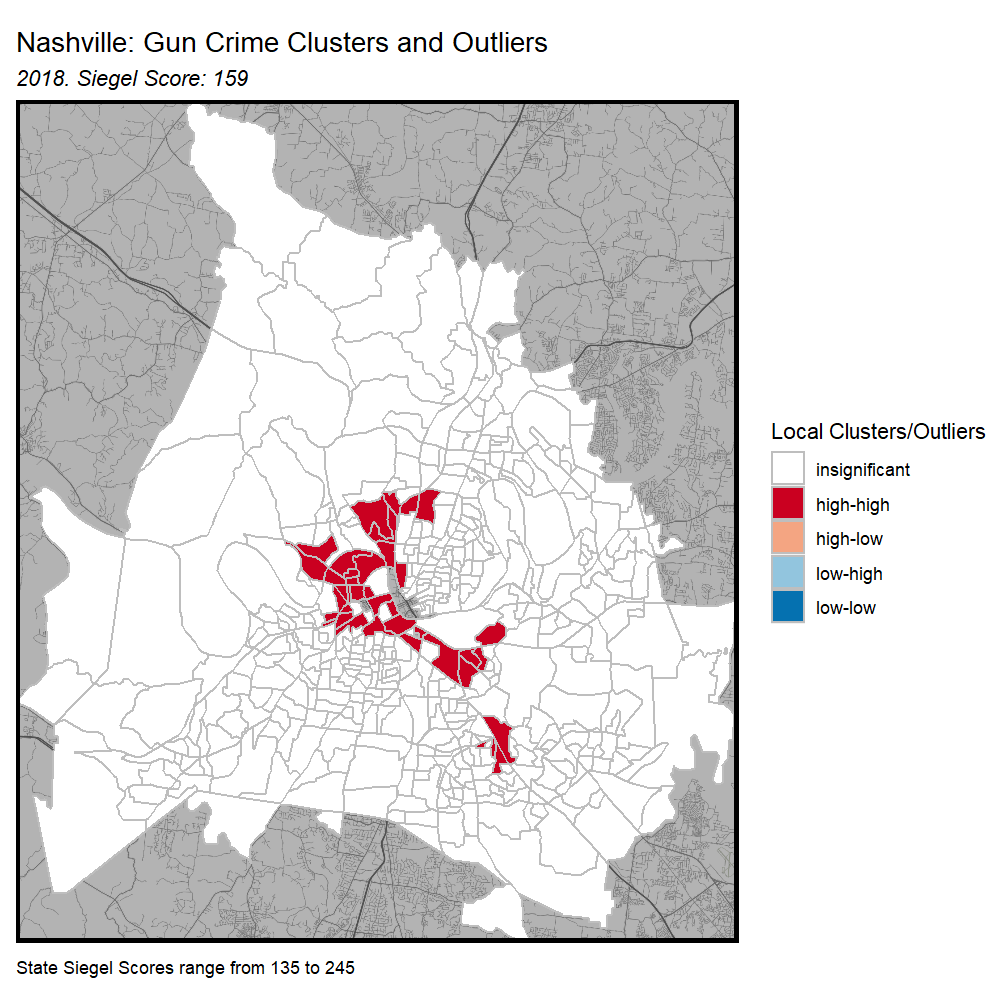 Nashville: Gun Crime Clusters and Outliers
2018. Siegel Score: 159
Local Clusters/Outliers
insignificant
high-high
high-low
low-high
low-low
State Siegel Scores range from 135 to 245